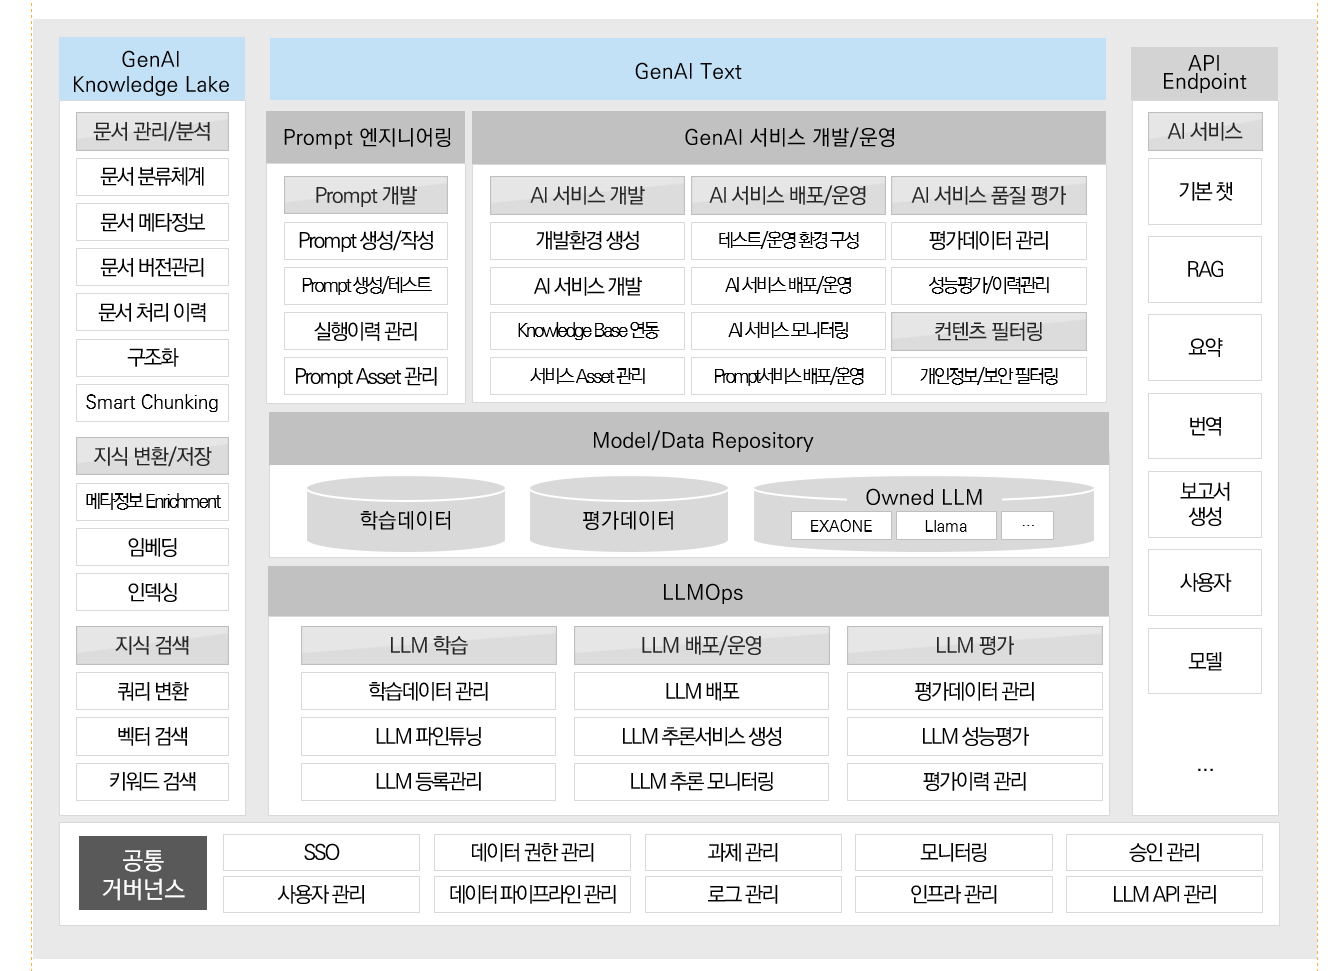 GenAI
Knowledge Lake
문서 관리/분석
문서 분류체계
문서 메타정보
문서 버전관리
문서 처리 이력
구조화
Smart Chunking
지식 변환/저장
메타정보 Enrichment
임베딩
인덱싱
지식 검색
쿼리 변환
벡터 검색
키워드 검색
GenAI Text
Prompt 엔지니어링
Prompt 개발
Prompt 생성/작성
Prompt 생성/테스트
실행이력 관리
Prompt Asset 관리
GenAI 서비스 개발/운영
AI 서비스 개발
개발환경 생성
AI 서비스 개발
Knowledge Base 연동
서비스 Asset 관리
AI 서비스 배포/운영
테스트/운영 환경 구성
AI 서비스 배포/운영
AI 서비스 모니터링
Prompt서비스 배포/운영
AI 서비스 품질 평가
평가데이터 관리
성능평가/이력관리
컨텐츠 필터링
개인정보/보안 필터링
Model/Data Repository
학습데이터
평가데이터
Owned LLM
EXAONE
Llama
...
LLMOps
LLM 학습
학습데이터 관리
LLM 파인튜닝
LLM 등록관리
LLM 배포/운영
LLM 배포
LLM 추론서비스 생성
LLM 추론 모니터링
LLM 평가
평가데이터 관리
LLM 성능평가
평가이력 관리
API
Endpoint
AI 서비스
기본 챗
RAG
요약
번역
보고서
생성
사용자
모델
...
공통
거버넌스
SSO
데이터 권한 관리
과제 관리
모니터링
승인 관리
사용자 관리
데이터 파이프라인 관리
로그 관리
인프라 관리
LLM API 관리